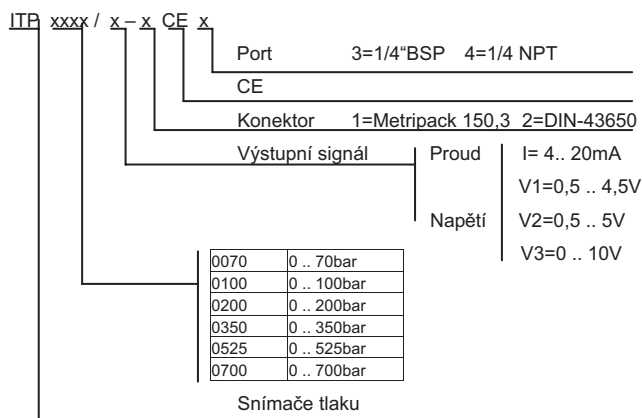 ITP xxxx / x – x CE x
Port 3=1/4“BSP 4=1/4 NPT
CE
Konektor 1=Metripack 150,3 2=DIN-43650
Výstupní signál Proud I= 4.. 20mA
V1=0,5 .. 4,5V
Napětí V2=0,5 .. 5V
V3=0 .. 10V
0070 0 .. 70bar
0100 0 .. 100bar
0200 0 .. 200bar
0350 0 .. 350bar
0525 0 .. 525bar
0700 0 .. 700bar
Snímače tlaku